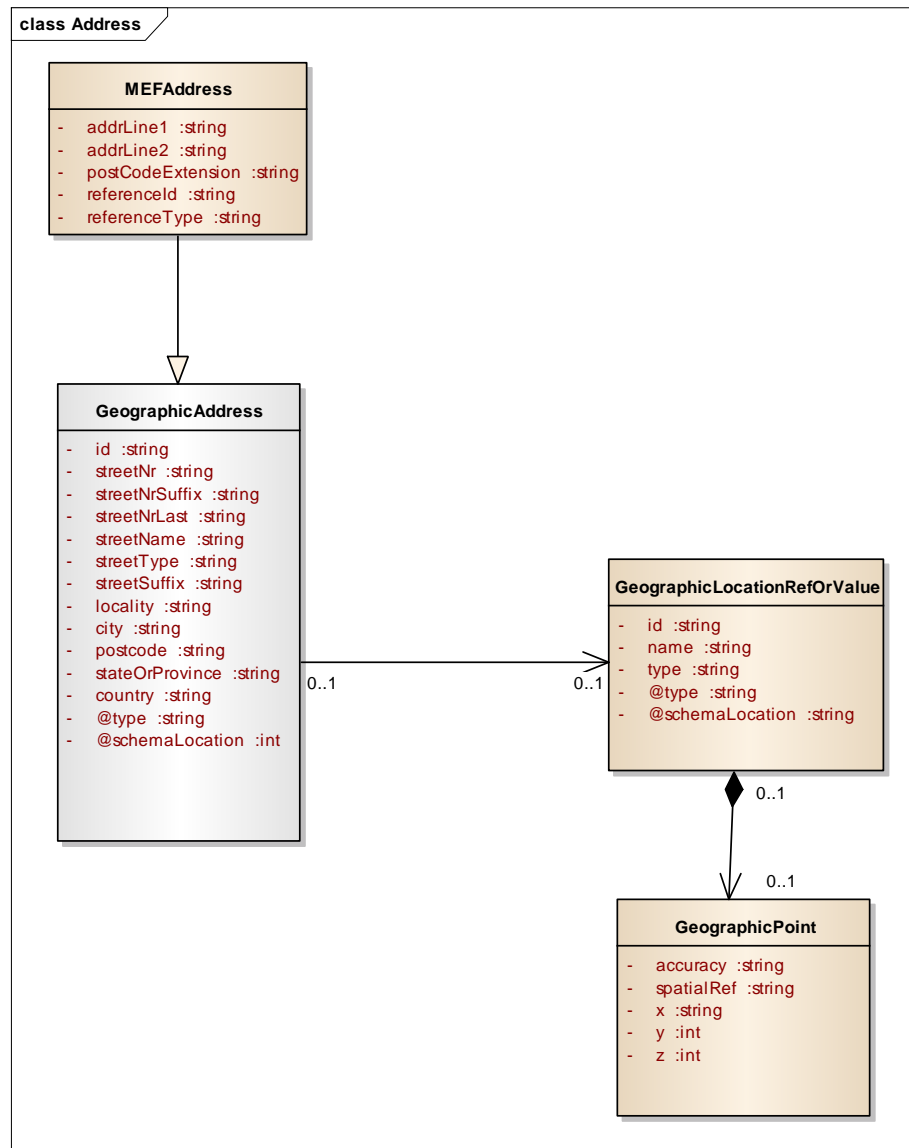 class Address
MEFAddress
- addrLine1 :string
- addrLine2 :string
- postCodeExtension :string
- referenceId :string
- referenceType :string
GeographicAddress
- id :string
- streetNr :string
- streetNrSuffix :string
- streetNrLast :string
- streetName :string
- streetType :string
- streetSuffix :string
- locality :string
- city :string
- postcode :string
- stateOrProvince :string
- country :string
- @type :string
- @schemaLocation :int
0..1
0..1
GeographicLocationRefOrValue
- id :string
- name :string
- type :string
- @type :string
- @schemaLocation :string
0..1
0..1
GeographicPoint
- accuracy :string
- spatialRef :string
- x :string
- y :int
- z :int